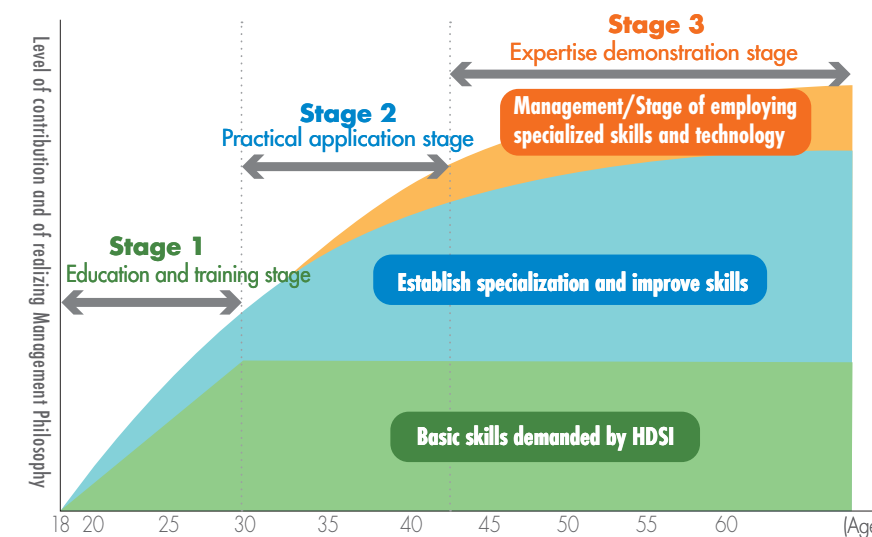 Stage 3
Expertise demonstration stage
Management/Stage of employing
specialized skills and technology
Stage 2
Practical application stage
Stage 1
Education and training stage
Establish specialization and improve skills
Basic skills demanded by HDSI
Level of contribution and of realizing Management Philosophy
18 20 25 30 35 40 45 50 55 60 (Age